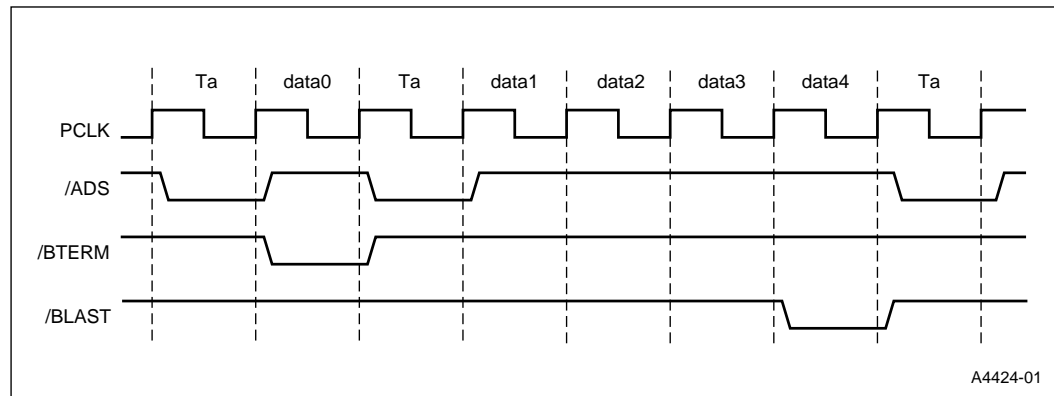 Ta data0 Ta data1 data2 data3 data4 Ta
PCLK
/ADS
/BTERM
/BLAST
A4424-01